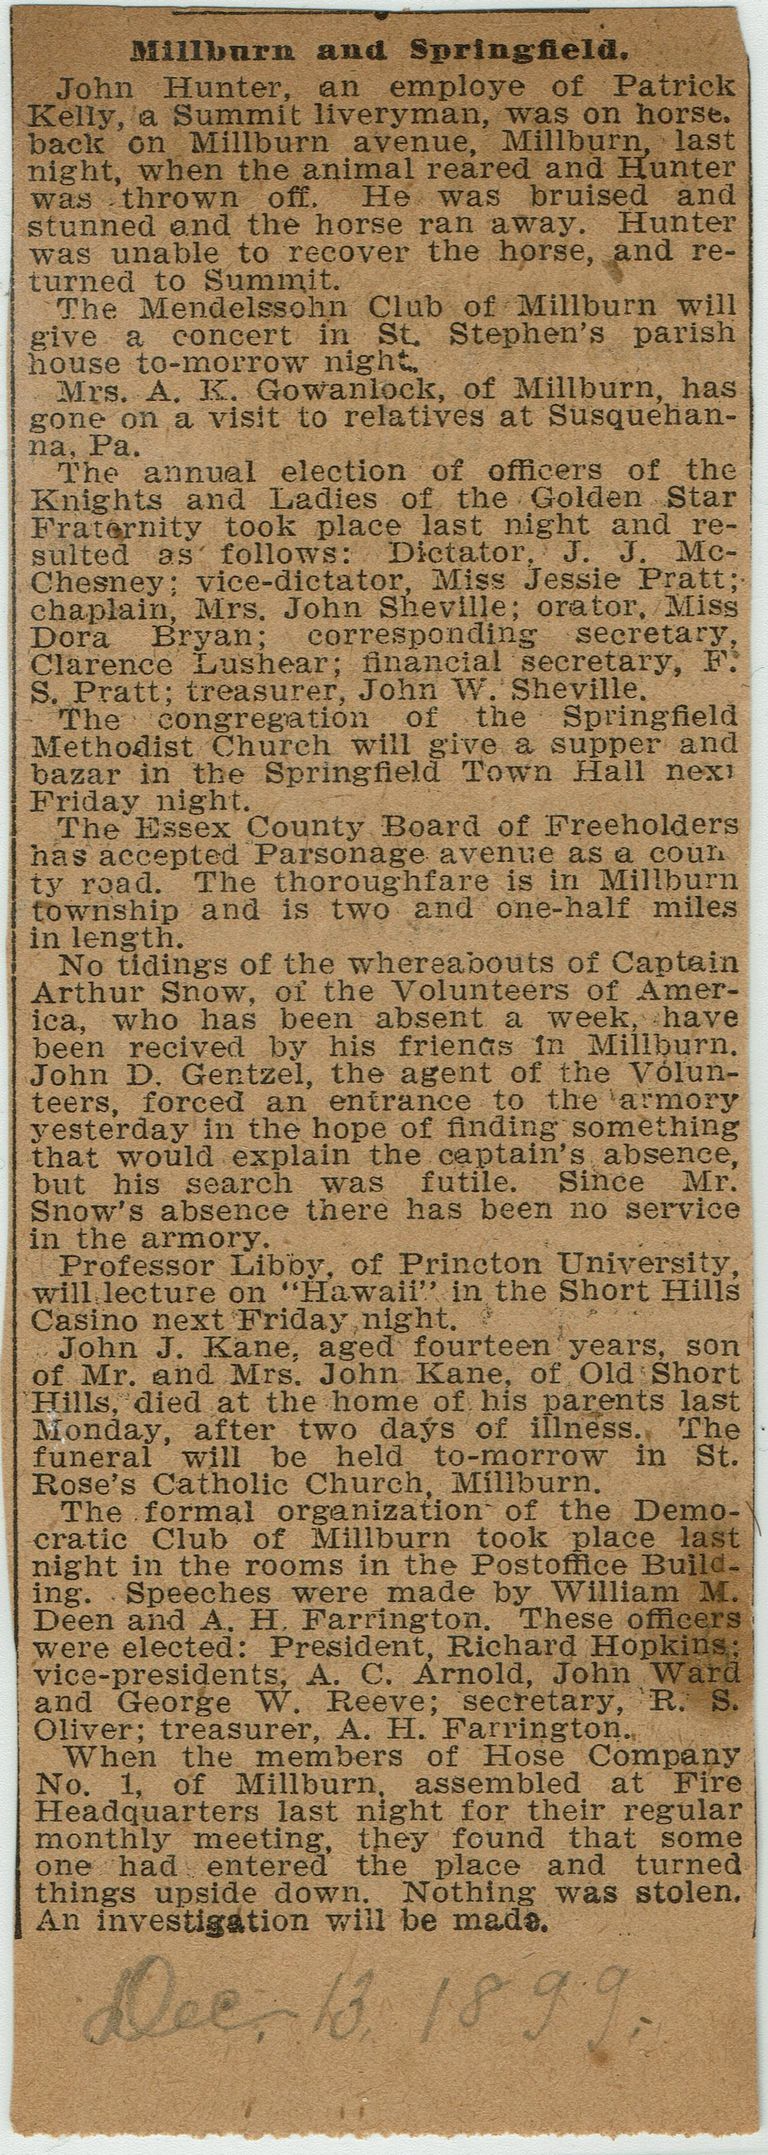 Millburn and Springfield.
John Hunter, an employe of Patrick
Kelly, a Summit liveryman, was on horse.
back on Millburn avenue, Millburn, last
night, when the animal reared and Hunter
was thrown off. He was bruised and
stunned and the horse ran away. Hunter
was unable to recover the horse, and re-
turned to Summit.
The Mendelssohn Club of Millburn will
give a concert in St. Stephen's parish
house to-morrow night.
Mrs. A. K. Gowanlock, of Millburn, has
gone on a visit to relatives at Susquehan-
na, Pa.
The annual election of officers of the
Knights and Ladies of the Golden Star
Fraternity took place last night and re-
sulted as follows: Dictator, J. J. Mc-
Chesney; vice-dictator, Miss Jessie Pratt;
chaplain, Mrs. John Sheville; orator, Miss
Dora Bryan; corresponding secretary,
Clarence Lushear; financial secretary, F.
S. Pratt; treasurer, John W. Sheville.
The congregation of the Springfield
Methodist Church will give a supper and
bazar in the Springfield Town Hall next
Friday night.
The Essex County Board of Freeholders
has accepted Parsonage avenue as a coun
ty road. The thoroughfare is in Millburn
township and is two and one-half miles
in length.
No tidings of the whereabouts of Captain
Arthur Snow, of the Volunteers of Amer-
ica, who has been absent a week, have
been recived by his friends in Millburn.
John D. Gentzel, the agent of the Volun-
teers, forced an entrance to the armory
yesterday in the hope of finding something
that would explain the captain's absence,
but his search was futile. Since Mr.
Snow's absence there has been no service
in the armory.
Professor Libby, of Princton University,
will lecture on "Hawaii" in the Short Hills
Casino next Friday night.
John J. Kane, aged fourteen years, son
of Mr. and Mrs. John Kane, of Old Short
Hills, died at the home of his parents last
Monday, after two days of illness. The
funeral will be held to-morrow in St.
Rose's Catholic Church, Millburn.
The formal organization of the Demo-
cratic Club of Millburn took place last
night in the rooms in the Postoffice Build-
ing. Speeches were made by William M.
Deen and A. H. Farrington. These officers
were elected: President, Richard Hopkins;
vice-presidents, A. C. Arnold, John Ward
and George W. Reeve; secretary, R. S.
Oliver; treasurer, A. H. Farrington.
When the members of Hose Company
No. 1, of Millburn, assembled at Fire
Headquarters last night for their regular
monthly meeting, they found that some
one had entered the place and turned
things upside down. Nothing was stolen.
An investigation will be made.
Dec. 13, 1899.